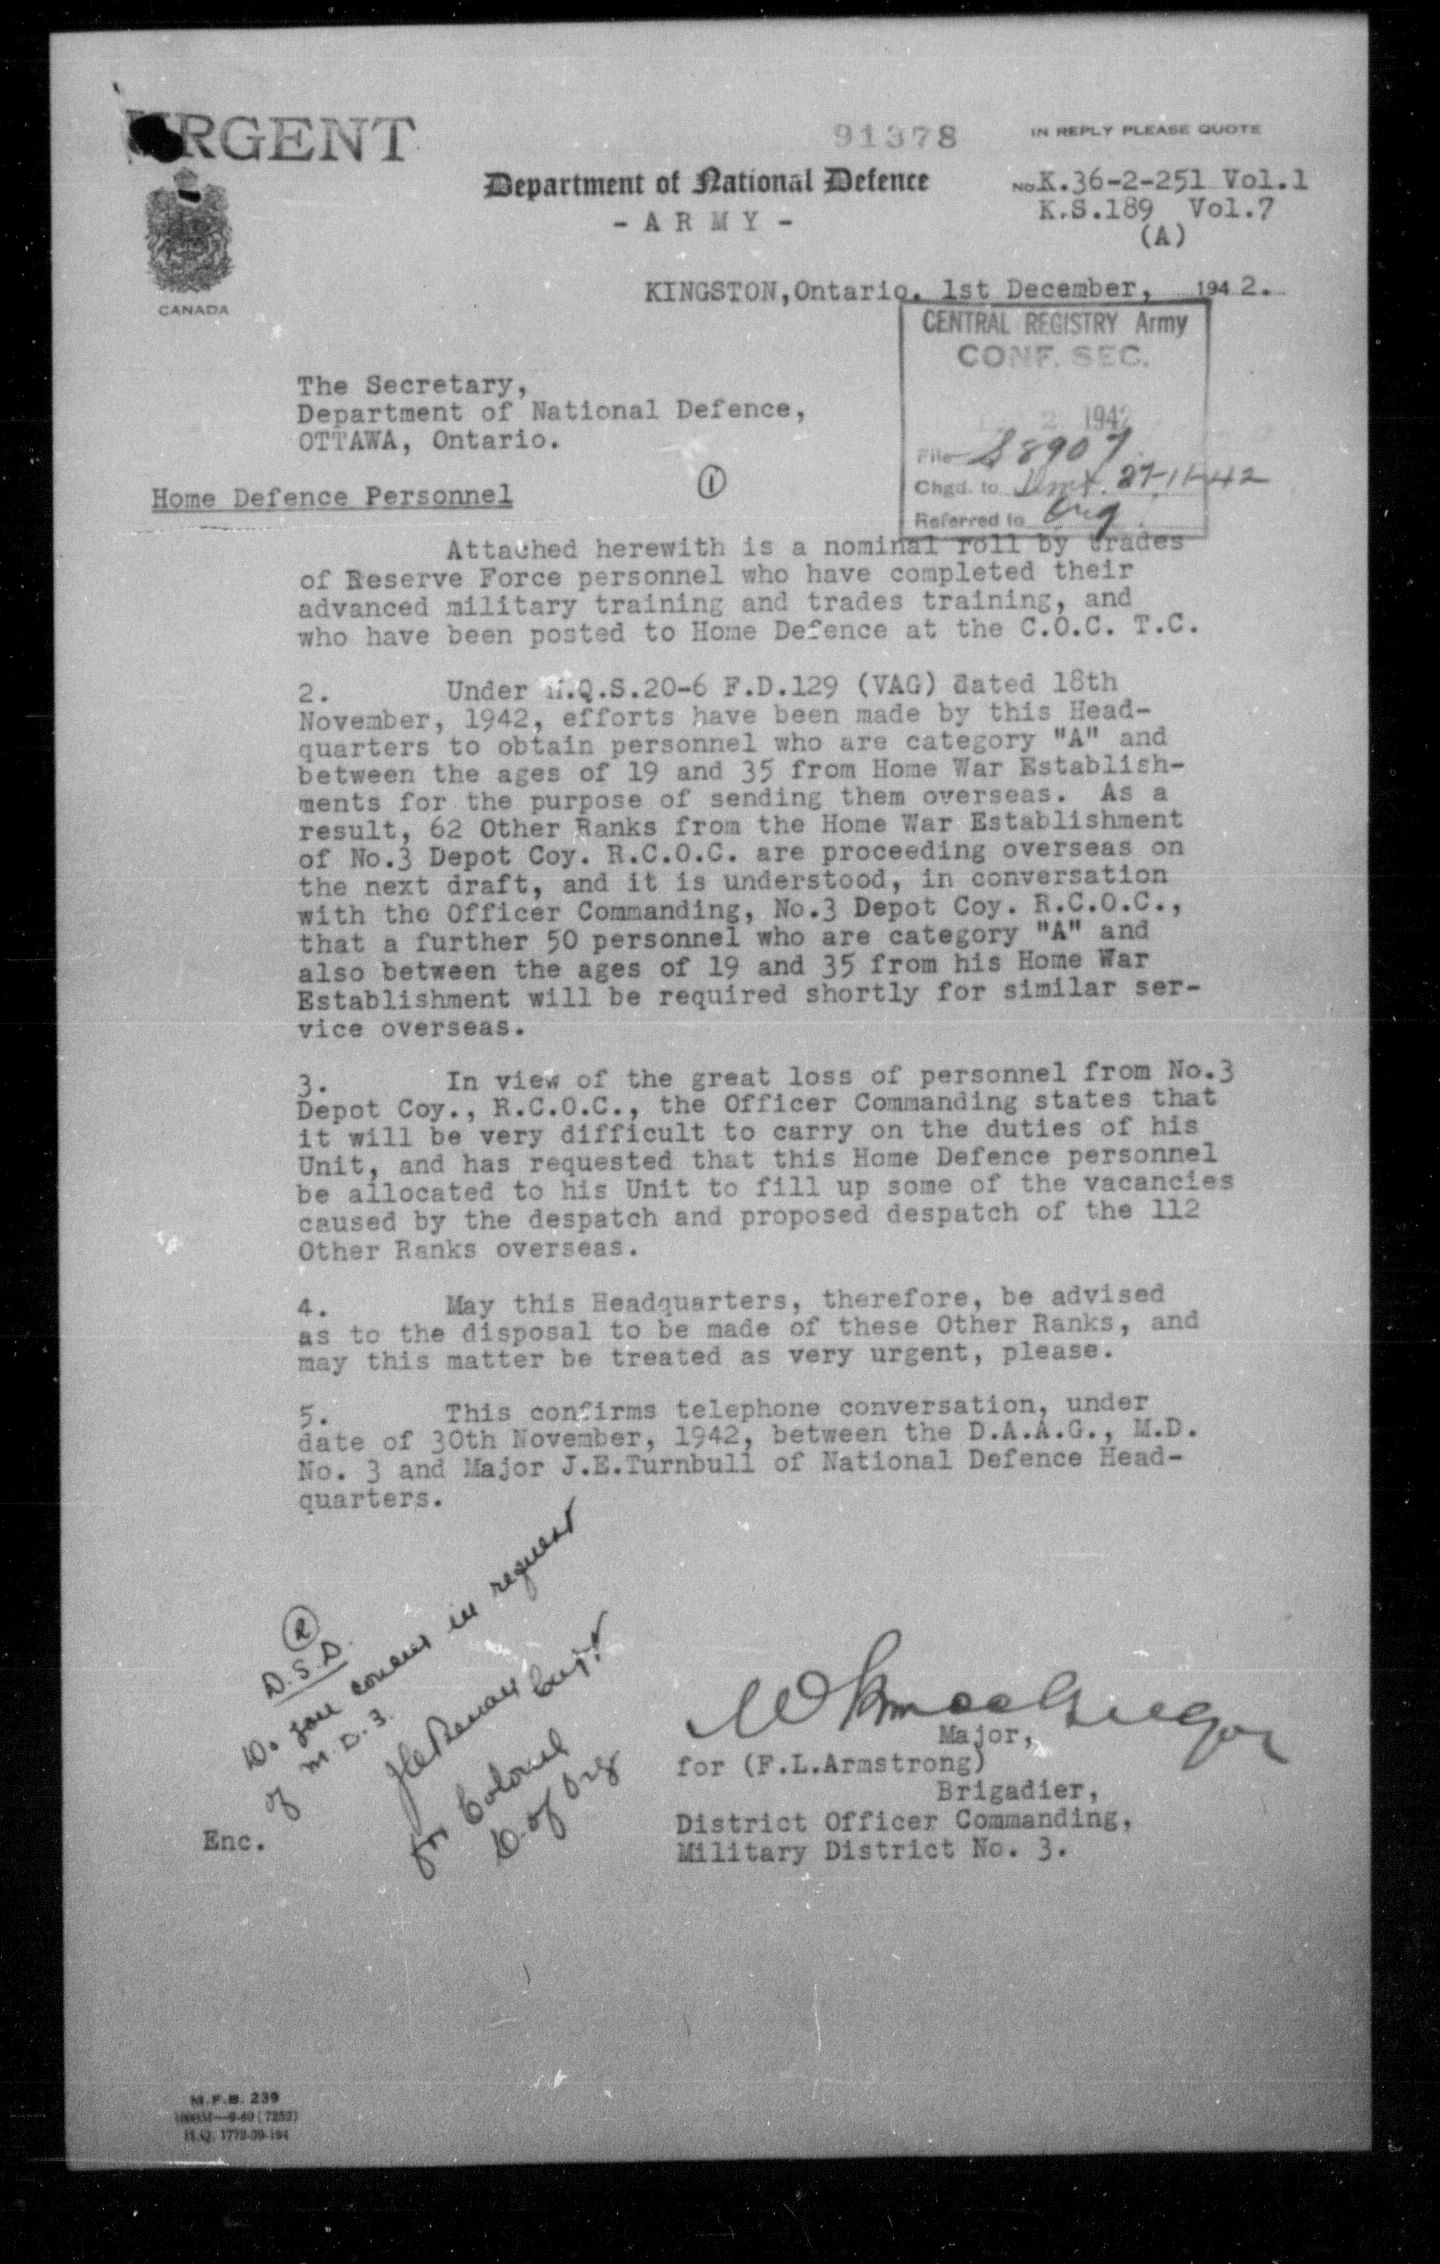 URGENT
91378
IN REPLY PLEASE QUOTE
Department of National Defence
No. K.36-2-251 Vol.1
- A R M Y -
K.S.189 Vol.7
(A)
CANADA
KINGSTON, Ontario, 1st December, 1942.
CENTRAL REGISTRY Army
CONF. SEC.
2 1942
File S 8907
Chgd. to 27-11-42
Referred to Org
The Secretary,
Department of National Defence,
OTTAWA, Ontario.
①
Home Defence Personnel
Attached herewith is a nominal roll by trades
of Reserve Force personnel who have completed their
advanced military training and trades training, and
who have been posted to Home Defence at the C.O.C. T.C.
2. Under H.Q.S.20-6 F.D.129 (VAG) dated 18th
November, 1942, efforts have been made by this Head-
quarters to obtain personnel who are category "A" and
between the ages of 19 and 35 from Home War Establish-
ments for the purpose of sending them overseas. As a
result, 62 Other Ranks from the Home War Establishment
of No.3 Depot Coy. R.C.O.C. are proceeding overseas on
the next draft, and it is understood, in conversation
with the Officer Commanding, No.3 Depot Coy. R.C.O.C.,
that a further 50 personnel who are category "A" and
also between the ages of 19 and 35 from his Home War
Establishment will be required shortly for similar ser-
vice overseas.
3. In view of the great loss of personnel from No.3
Depot Coy., R.C.O.C., the Officer Commanding states that
it will be very difficult to carry on the duties of his
Unit, and has requested that this Home Defence personnel
be allocated to his Unit to fill up some of the vacancies
caused by the despatch and proposed despatch of the 112
Other Ranks overseas.
4. May this Headquarters, therefore, be advised
as to the disposal to be made of these Other Ranks, and
may this matter be treated as very urgent, please.
5. This confirms telephone conversation, under
date of 30th November, 1942, between the D.A.A.G., M.D.
No. 3 and Major J.E.Turnbull of National Defence Head-
quarters.
②
D.S.D.
Do you concur in request
of M.D.3.
Capt
for Colonel
D of Org
MacGregor
Major,
for (F.L.Armstrong)
Brigadier,
District Officer Commanding,
Military District No. 3.
Enc.
M.F.B. 239
H.Q. 1772-39-194